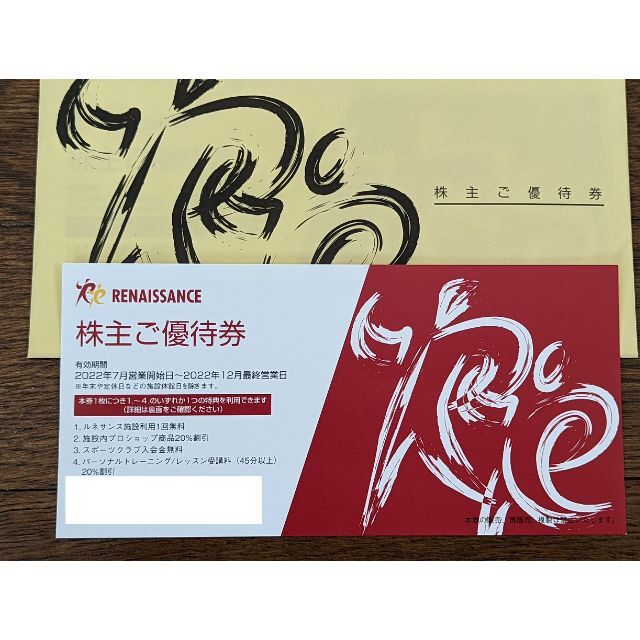 株主ご優待券
RENAISSANCE
株主ご優待券
有効期間
2022年7月営業開始日～2022年12月最終営業日
※年末や定休日などの施設休館日を除きます。
本券1枚につき1.～4.のいずれか1つの特典を利用できます
(詳細は裏面をご確認ください)
1. ルネサンス施設利用1回無料
2. 施設内プロショップ商品20%割引
3. スポーツクラブ入会金無料
4. パーソナルトレーニング/レッスン受講料（45分以上）
20%割引